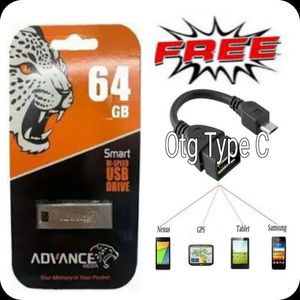 FREE
64
GB
Smart
HI-SPEED
USB
DRIVE
ADVANCE
MEDIA
Your Memory in Your Pocket
Otg Type C
Nexus
GPS
Tablet
Samsung